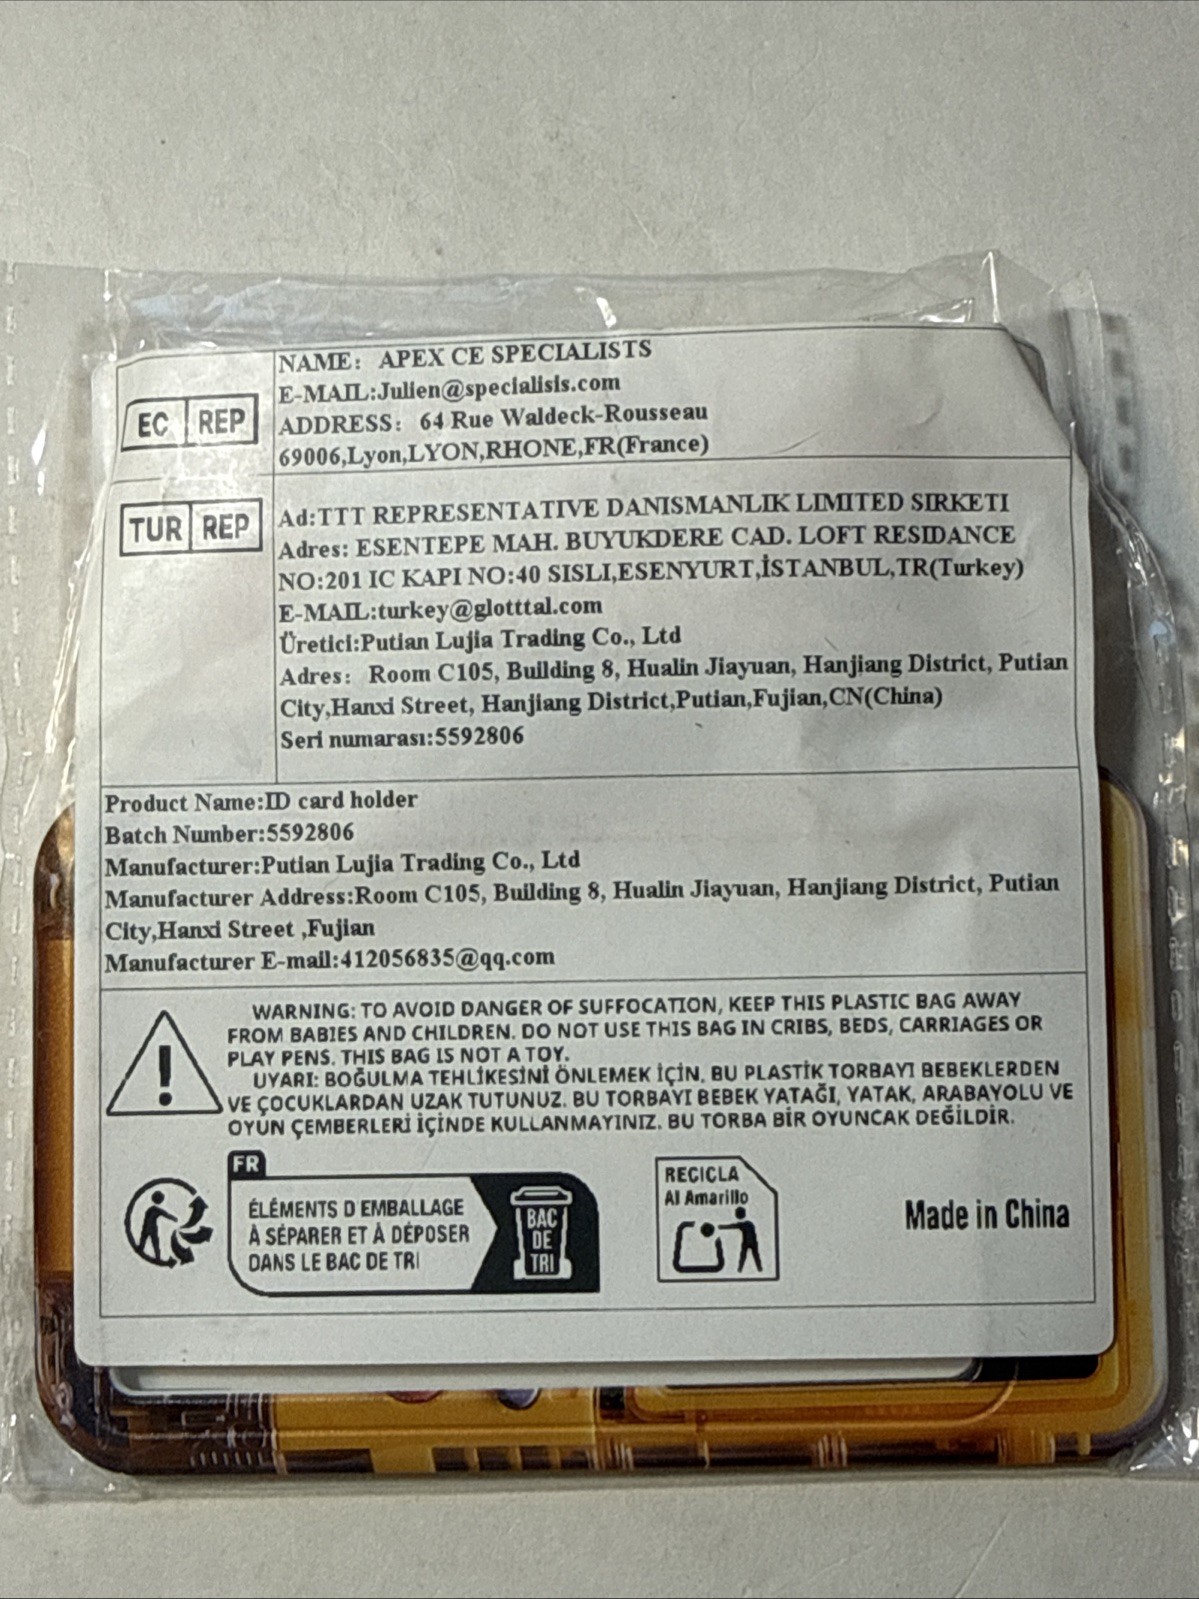 EC REP
NAME: APEX CE SPECIALISTS
E-MAIL:Julien@specialisis.com
ADDRESS: 64 Rue Waldeck-Rousseau
69006,Lyon,LYON,RHONE,FR(France)
TUR REP
Ad:TTT REPRESENTATIVE DANISMANLIK LIMITED SIRKETI
Adres: ESENTEPE MAH. BUYUKDERE CAD. LOFT RESIDANCE
NO:201 IC KAPI NO:40 SISLI,ESENYURT,İSTANBUL,TR(Turkey)
E-MAIL:turkey@glotttal.com
Üretici:Putian Lujia Trading Co., Ltd
Adres: Room C105, Building 8, Hualin Jiayuan, Hanjiang District, Putian
City,Hanxi Street, Hanjiang District,Putian,Fujian,CN(China)
Seri numarası:5592806
Product Name:ID card holder
Batch Number:5592806
Manufacturer:Putian Lujia Trading Co., Ltd
Manufacturer Address:Room C105, Building 8, Hualin Jiayuan, Hanjiang District, Putian
City,Hanxi Street ,Fujian
Manufacturer E-mail:412056835@qq.com
WARNING: TO AVOID DANGER OF SUFFOCATION, KEEP THIS PLASTIC BAG AWAY
FROM BABIES AND CHILDREN. DO NOT USE THIS BAG IN CRIBS, BEDS, CARRIAGES OR
PLAY PENS. THIS BAG IS NOT A TOY.
UYARI: BOĞULMA TEHLİKESİNİ ÖNLEMEK İÇİN, BU PLASTİK TORBAYI BEBEKLERDEN
VE ÇOCUKLARDAN UZAK TUTUNUZ. BU TORBAYI BEBEK YATAĞI, YATAK, ARABAYOLU VE
OYUN ÇEMBERLERİ İÇİNDE KULLANMAYINIZ. BU TORBA BİR OYUNCAK DEĞİLDİR.
FR
ÉLÉMENTS D EMBALLAGE
À SÉPARER ET À DÉPOSER
DANS LE BAC DE TRI
BAC
DE
TRI
RECICLA
Al Amarillo
Made in China